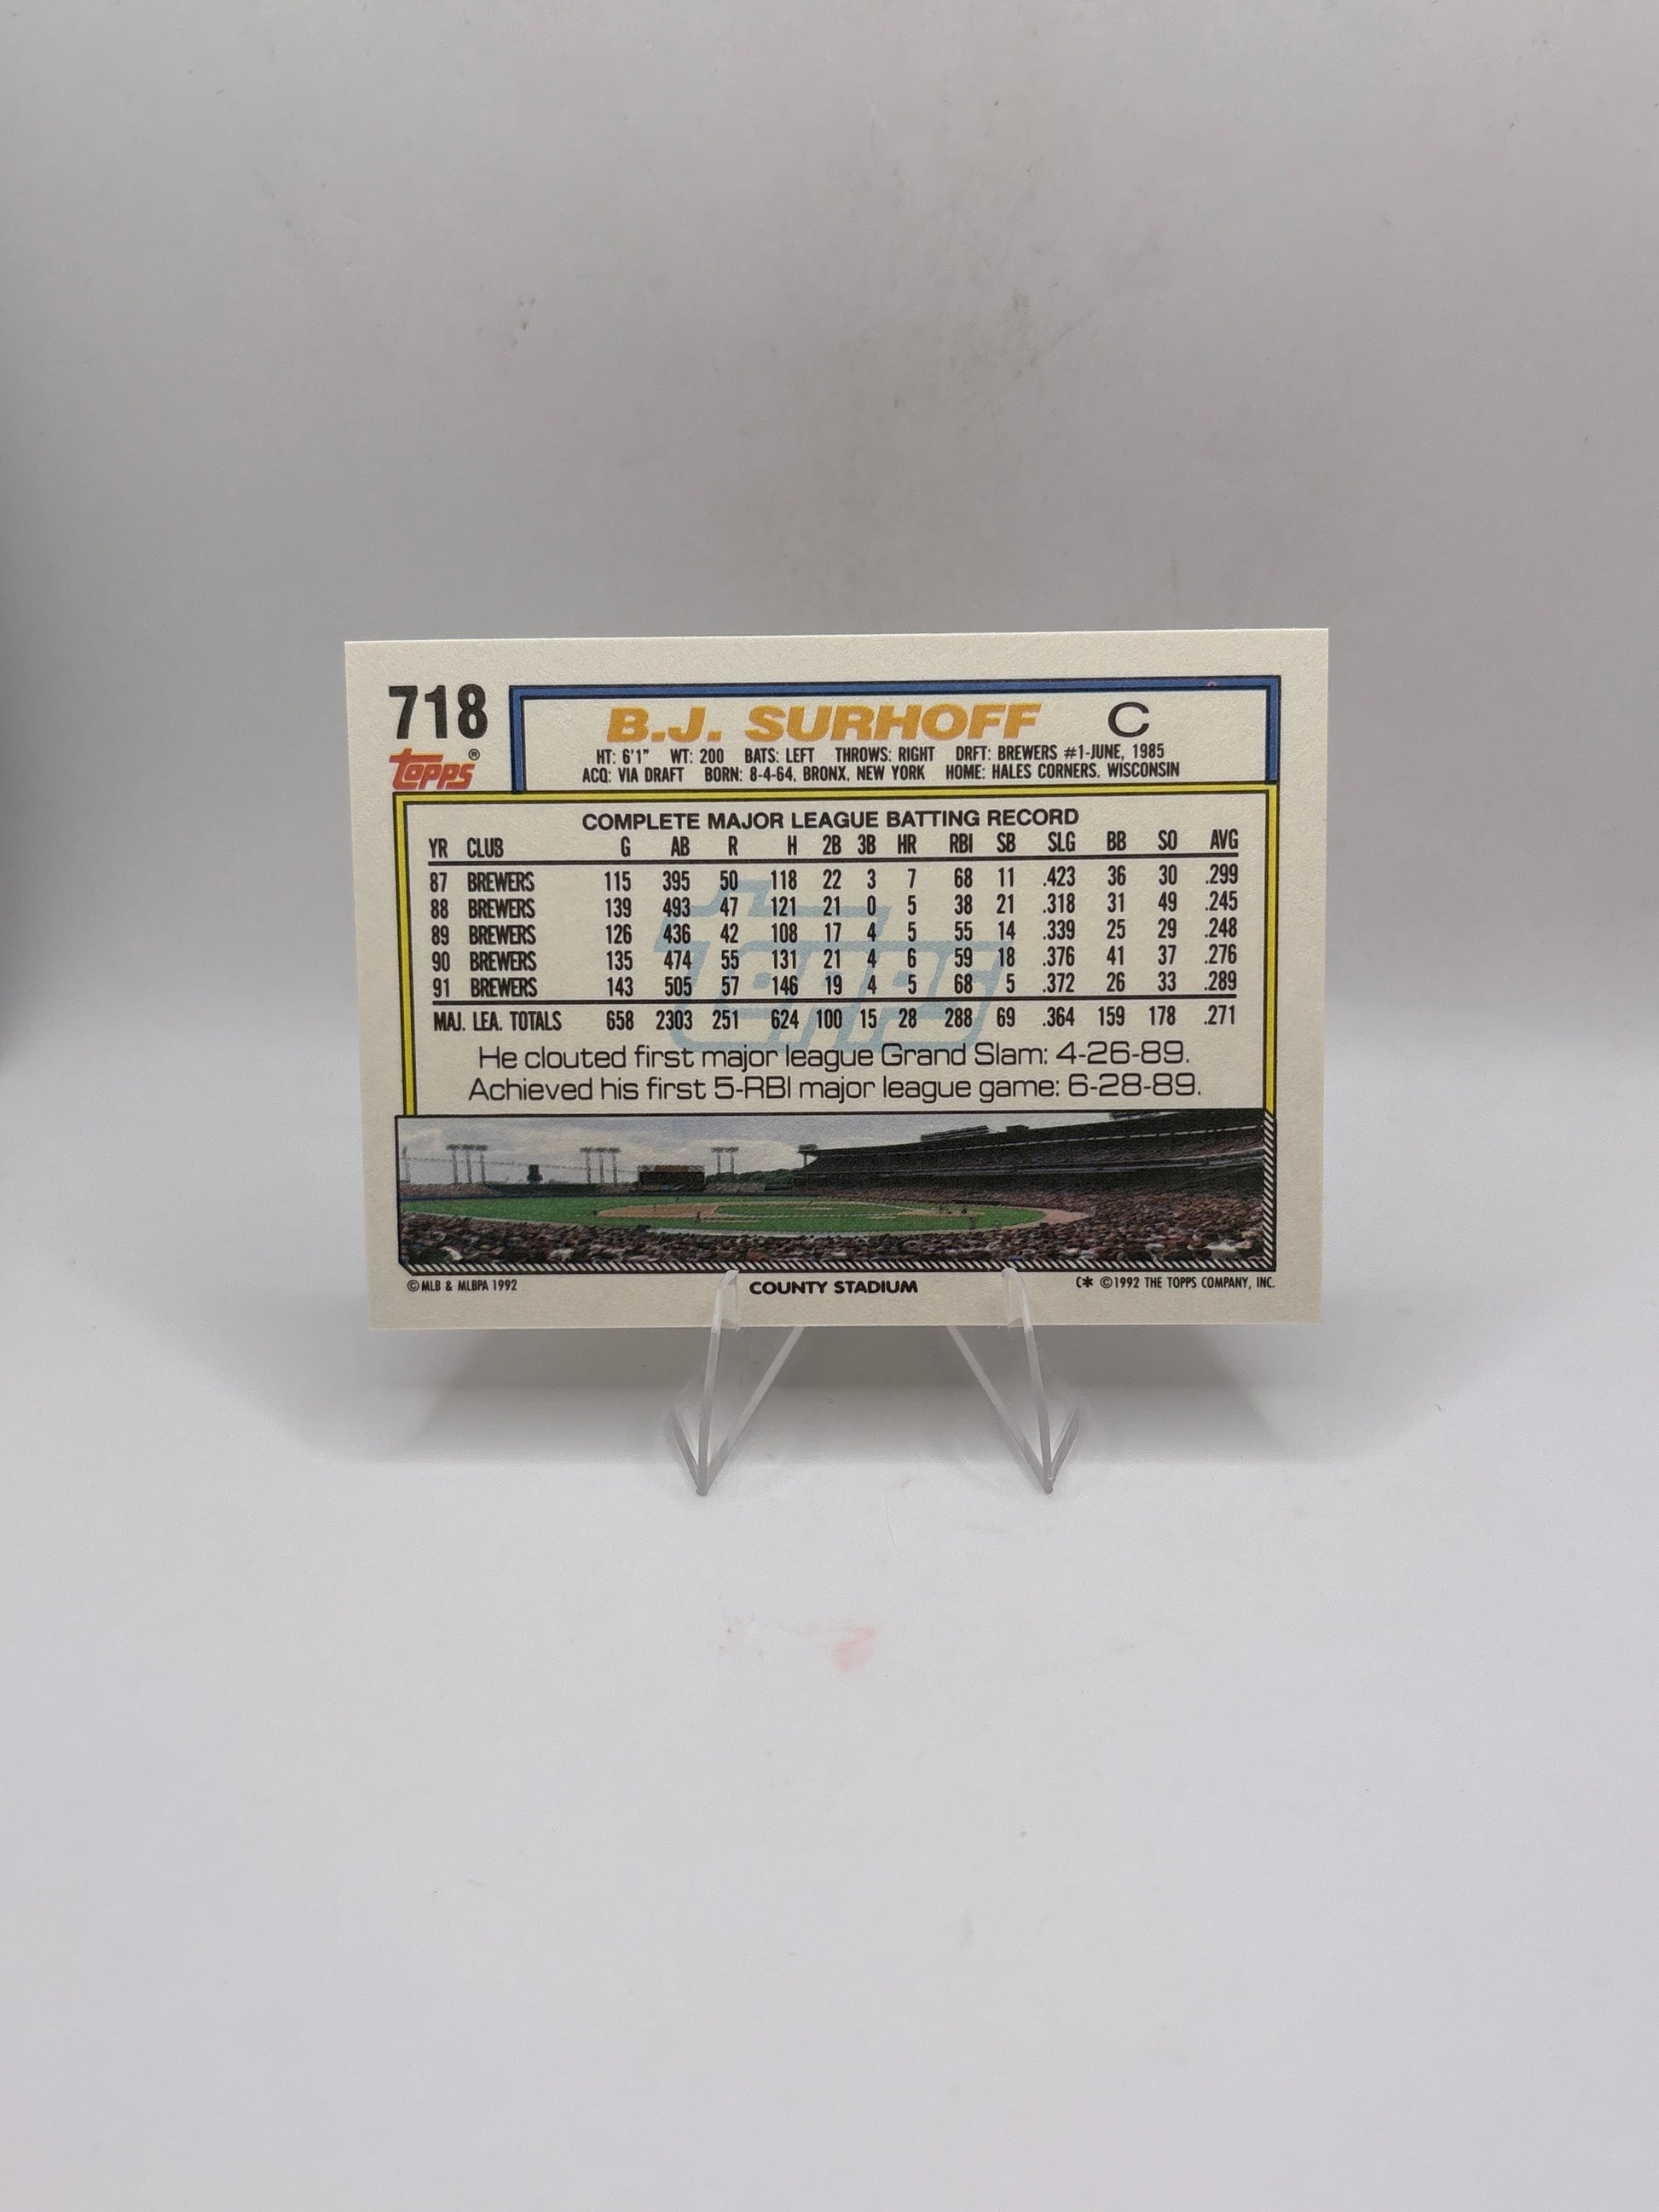 718
B.J. SURHOFF C
topps®
HT: 6'1" WT: 200 BATS: LEFT THROWS: RIGHT DRFT: BREWERS #1-JUNE, 1985
ACQ: VIA DRAFT BORN: 8-4-64, BRONX, NEW YORK HOME: HALES CORNERS, WISCONSIN
COMPLETE MAJOR LEAGUE BATTING RECORD
YR CLUB G AB R H 2B 3B HR RBI SB SLG BB SO AVG
87 BREWERS 115 395 50 118 22 3 7 68 11 .423 36 30 .299
88 BREWERS 139 493 47 121 21 0 5 38 21 .318 31 49 .245
89 BREWERS 126 436 42 108 17 4 5 55 14 .339 25 29 .248
90 BREWERS 135 474 55 131 21 4 6 59 18 .376 41 37 .276
91 BREWERS 143 505 57 146 19 4 5 68 5 .372 26 33 .289
MAJ. LEA. TOTALS 658 2303 251 624 100 15 28 288 69 .364 159 178 .271
topps
He clouted first major league Grand Slam: 4-26-89.
Achieved his first 5-RBI major league game: 6-28-89.
© MLB & MLBPA 1992 COUNTY STADIUM (* ©1992 THE TOPPS COMPANY, INC.